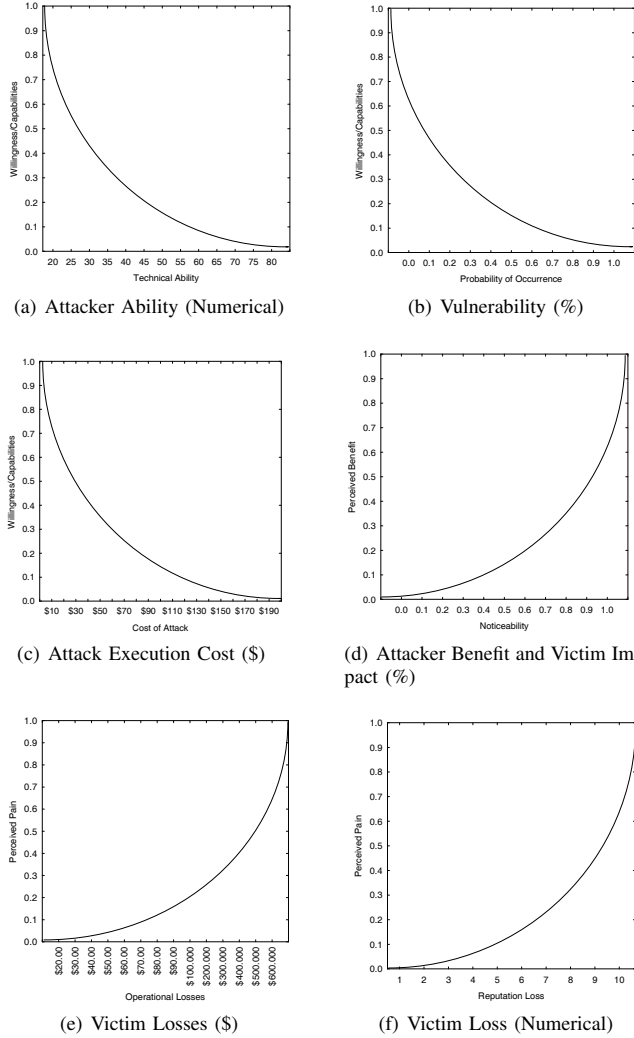 1.0
0.9
0.8
0.7
0.6
0.5
0.4
0.3
0.2
0.1
0.0
Willingness/Capabilities
20 25 30 35 40 45 50 55 60 65 70 75 80
Technical Ability
(a) Attacker Ability (Numerical)
1.0
0.9
0.8
0.7
0.6
0.5
0.4
0.3
0.2
0.1
0.0
Willingness/Capabilities
0.0 0.1 0.2 0.3 0.4 0.5 0.6 0.7 0.8 0.9 1.0
Probability of Occurrence
(b) Vulnerability (%)
1.0
0.9
0.8
0.7
0.6
0.5
0.4
0.3
0.2
0.1
0.0
Willingness/Capabilities
$10 $30 $50 $70 $90 $110 $130 $150 $170 $190
Cost of Attack
(c) Attack Execution Cost ($)
1.0
0.9
0.8
0.7
0.6
0.5
0.4
0.3
0.2
0.1
0.0
Perceived Benefit
0.0 0.1 0.2 0.3 0.4 0.5 0.6 0.7 0.8 0.9 1.0
Noticeability
(d) Attacker Benefit and Victim Im
pact (%)
1.0
0.9
0.8
0.7
0.6
0.5
0.4
0.3
0.2
0.1
0.0
Perceived Pain
$20.00 $30.00 $40.00 $50.00 $60.00 $70.00 $80.00 $90.00 $100.000 $200.000 $300.000 $400.000 $500.000 $600.000
Operational Losses
(e) Victim Losses ($)
1.0
0.9
0.8
0.7
0.6
0.5
0.4
0.3
0.2
0.1
0.0
Perceived Pain
1 2 3 4 5 6 7 8 9 10
Reputation Loss
(f) Victim Loss (Numerical)